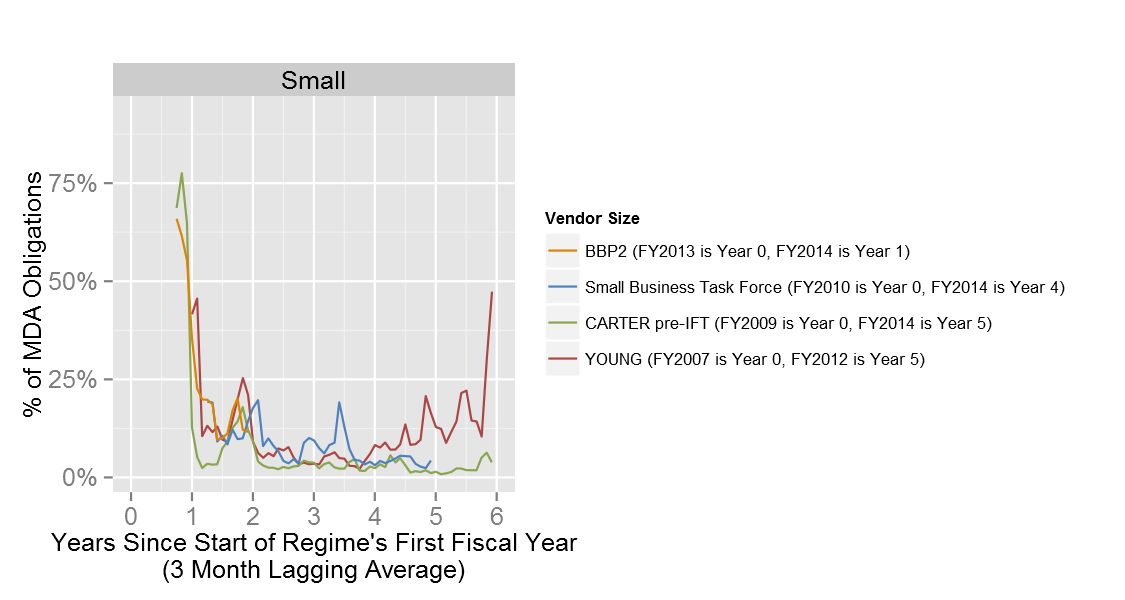 Small
% of MDA Obligations
75%
50%
25%
0%
0 1 2 3 4 5 6
Years Since Start of Regime's First Fiscal Year
(3 Month Lagging Average)
Vendor Size
BBP2 (FY2013 is Year 0, FY2014 is Year 1)
Small Business Task Force (FY2010 is Year 0, FY2014 is Year 4)
CARTER pre-IFT (FY2009 is Year 0, FY2014 is Year 5)
YOUNG (FY2007 is Year 0, FY2012 is Year 5)